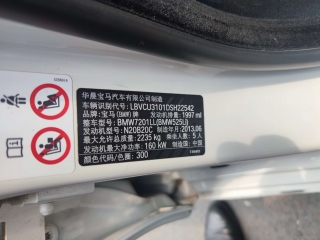 华晨宝马汽车有限公司制造
车辆识别代号: LBVCU3101DSH22542
品牌: 宝马(BMW)牌 发动机排量: 1997 ml
整车型号: BMW7201LL(BMW525Li)
发动机型号: N20B20C 制造年月: 2013.06
最大允许总质量: 2235 kg 乘坐人数: 5 人
发动机最大净功率: 160 kW 制造国: 中国
颜色代码/色圈: 300